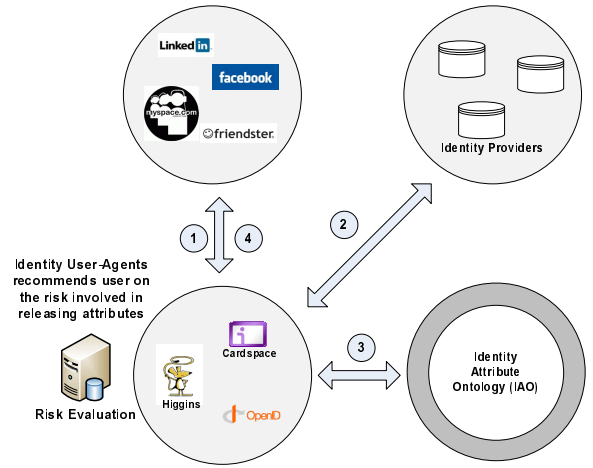 Linked in
facebook
myspace.com
friendster.
Identity Providers
1
4
2
Identity User-Agents
recommends user on
the risk involved in
releasing attributes
Risk Evaluation
Cardspace
Higgins
OpenID
3
Identity
Attribute
Ontology (IAO)